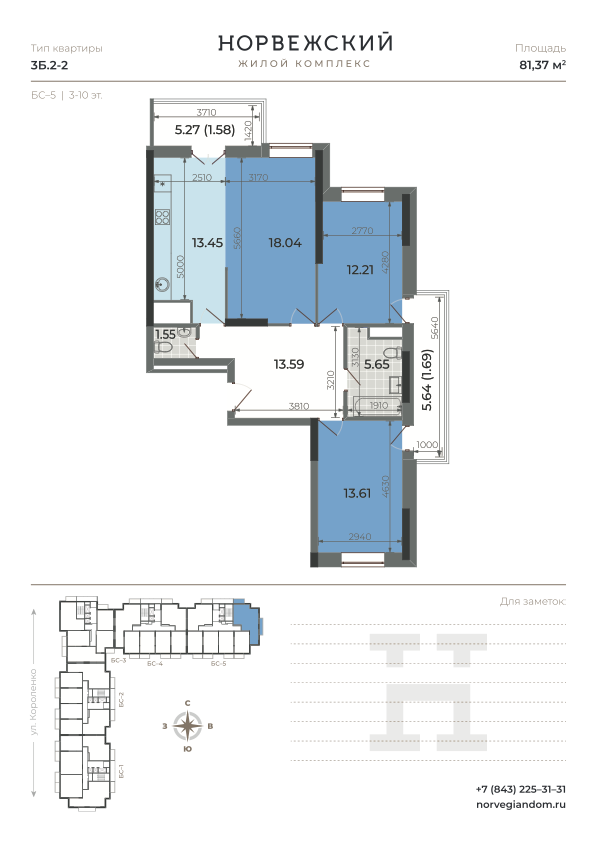 Тип квартиры
3Б.2-2
НОРВЕЖСКИЙ
ЖИЛОЙ КОМПЛЕКС
Площадь
81,37 м²
БС–5 | 3-10 эт.
3710
5.27 (1.58)
1420
2510
3170
2770
13.45
5660
18.04
4280
12.21
5000
5640
1.55
13.59
3210
3130
5.65
5.64 (1.69)
3810
1910
1000
13.61
4630
2940
Для заметок:
БС-3
БС-4
БС-5
ул. Короленко
БС-2
БС-1
С
З
В
Ю
+7 (843) 225–31–31
norvegiandom.ru